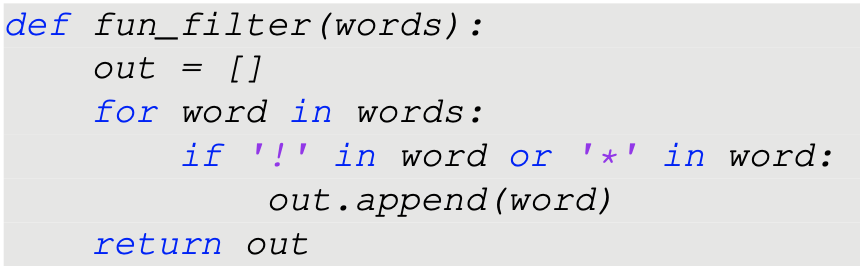 def fun_filter(words):
    out = []
    for word in words:
        if '!' in word or '*' in word:
            out.append(word)
    return out